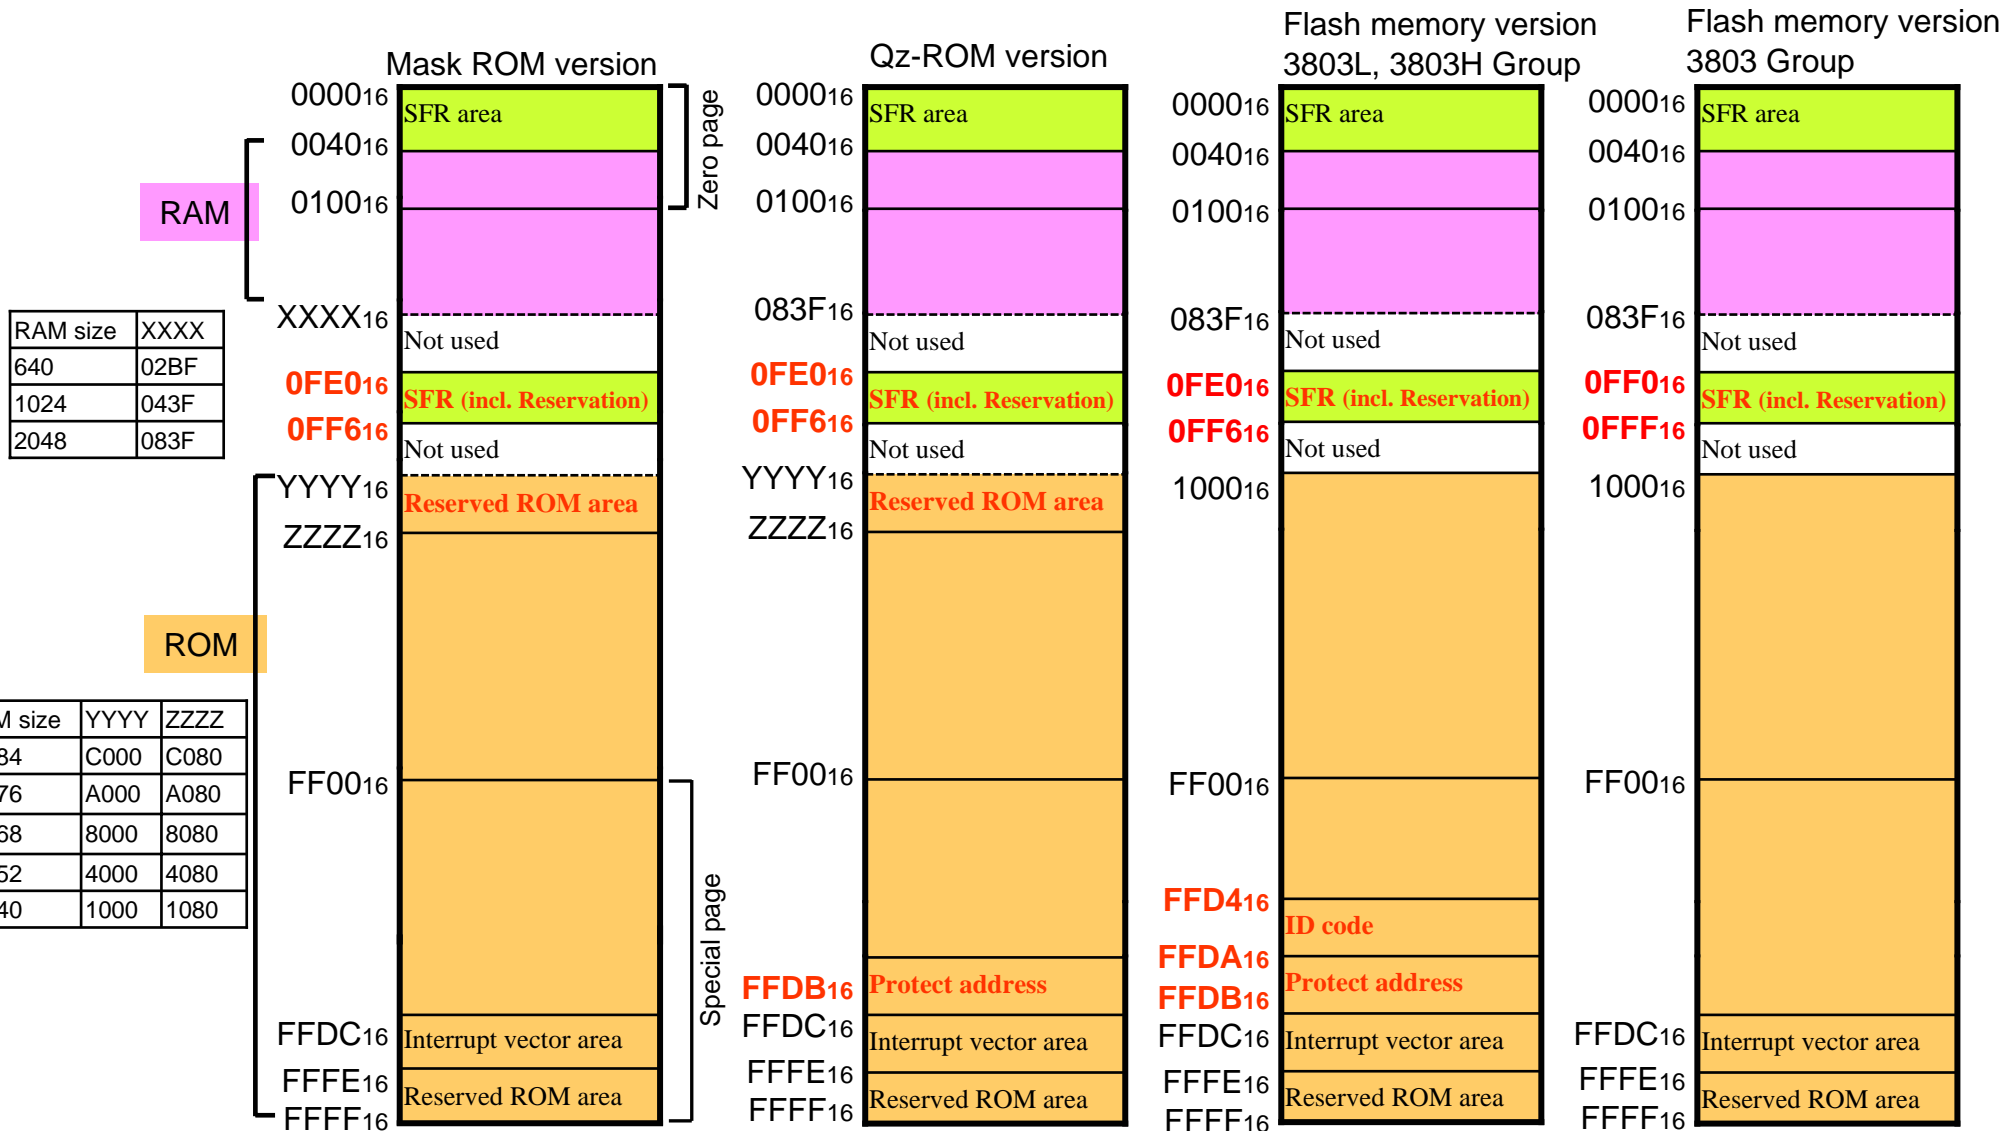 Mask ROM version
000016
004016
010016
XXXX16
0FE016
0FF616
YYYY16
ZZZZ16
FF0016
FFDC16
FFFE16
FFFF16
SFR area
Not used
SFR (incl. Reservation)
Not used
Reserved ROM area
Interrupt vector area
Reserved ROM area
Zero page
Special page
RAM
RAM size XXXX
640 02BF
1024 043F
2048 083F
ROM
size YYYY ZZZZ
C000 C080
A000 A080
8000 8080
4000 4080
1000 1080
Qz-ROM version
000016
004016
010016
083F16
0FE016
0FF616
YYYY16
ZZZZ16
FF0016
FFDB16
FFDC16
FFFE16
FFFF16
SFR area
Not used
SFR (incl. Reservation)
Not used
Reserved ROM area
Protect address
Interrupt vector area
Reserved ROM area
Flash memory version
3803L, 3803H Group
000016
004016
010016
083F16
0FE016
0FF616
100016
FF0016
FFD416
FFDA16
FFDB16
FFDC16
FFFE16
FFFF16
SFR area
Not used
SFR (incl. Reservation)
Not used
ID code
Protect address
Interrupt vector area
Reserved ROM area
Flash memory version
3803 Group
000016
004016
010016
083F16
0FF016
0FFF16
100016
FF0016
FFDC16
FFFE16
FFFF16
SFR area
Not used
SFR (incl. Reservation)
Not used
Interrupt vector area
Reserved ROM area